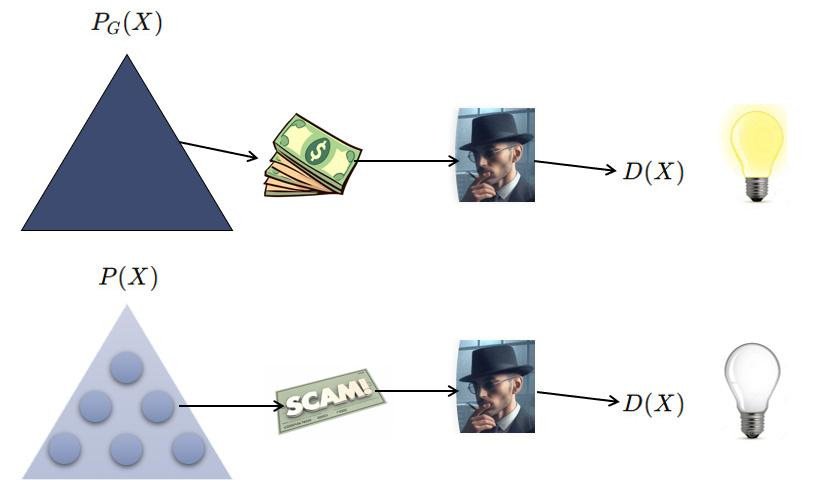 P_G(X)
$
D(X)
P(X)
SCAM!
D(X)